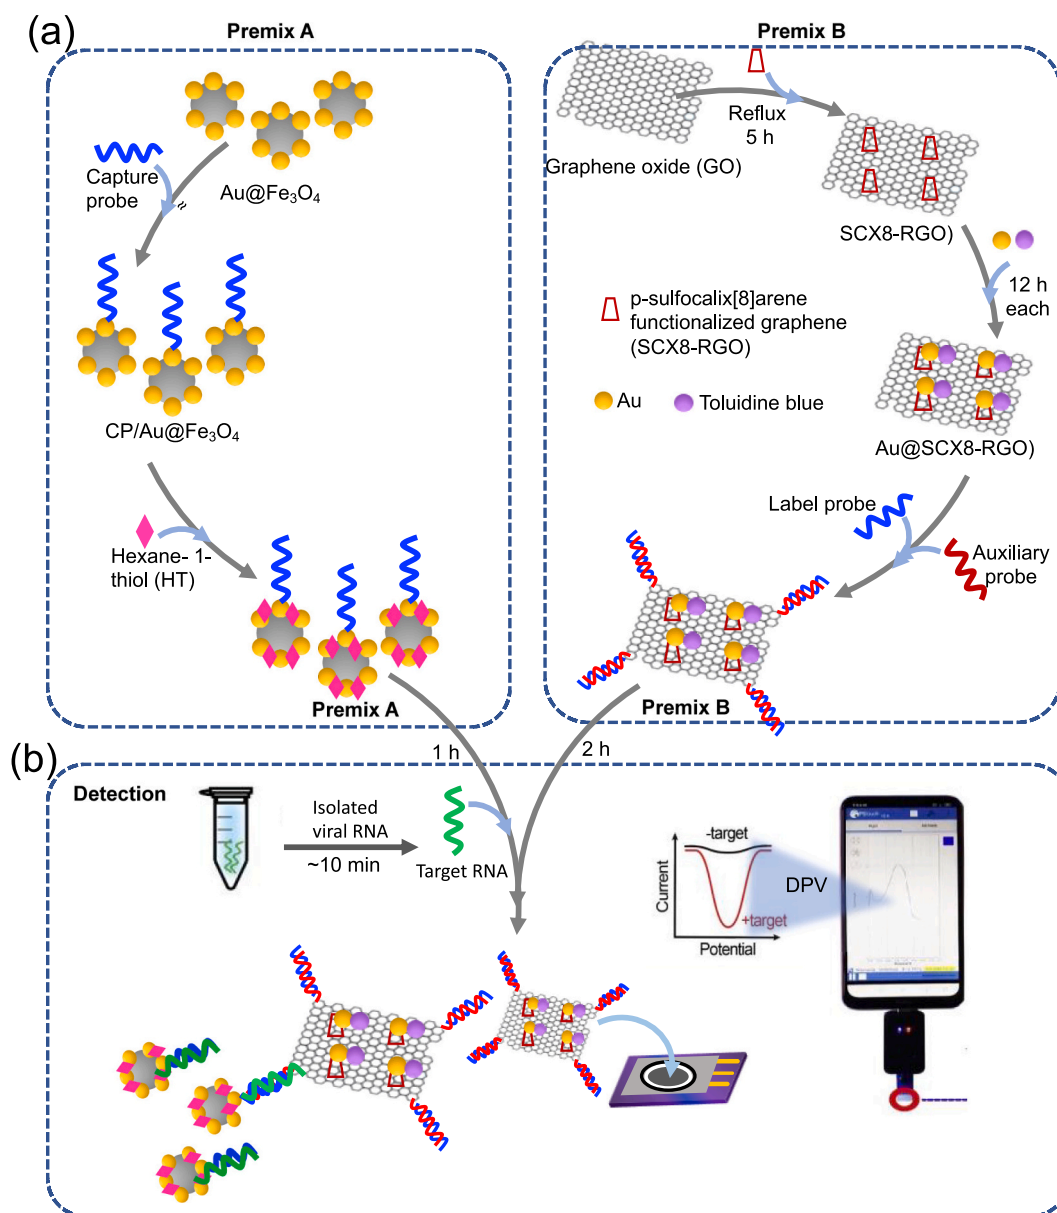 (a)
Premix A
Capture
probe
Au@Fe₃O₄
≈
CP/Au@Fe₃O₄
Hexane- 1-
thiol (HT)
Premix A
Premix B
Reflux
5 h
Graphene oxide (GO)
SCX8-RGO)
12 h
each
p-sulfocalix[8]arene
functionalized graphene
(SCX8-RGO)
Au
Toluidine blue
Au@SCX8-RGO)
Label probe
Auxiliary
probe
Premix B
1 h
2 h
(b)
Detection
Isolated
viral RNA
~10 min
Target RNA
-target
+target
Current
Potential
DPV